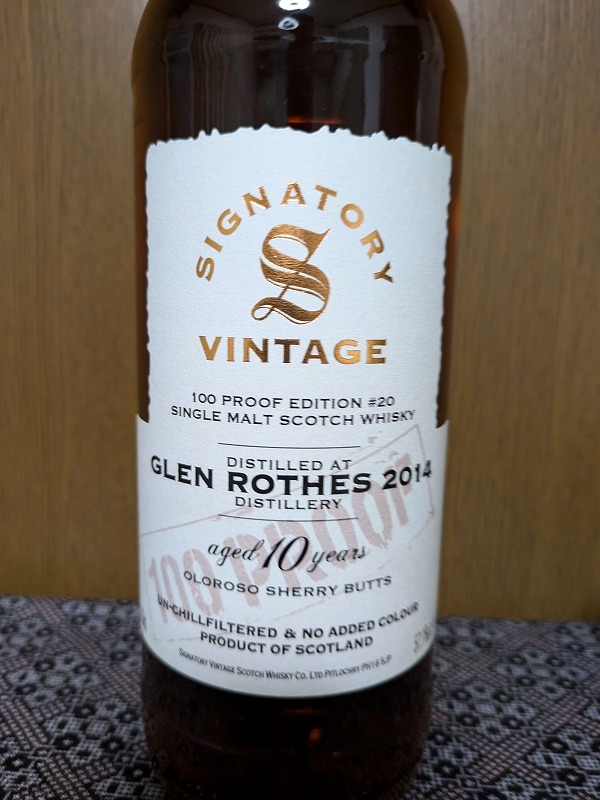 SIGNATORY
S
VINTAGE
100 PROOF EDITION #20
SINGLE MALT SCOTCH WHISKY
DISTILLED AT
GLEN ROTHES 2014
DISTILLERY
100 PROOF
aged 10 years
OLOROSO SHERRY BUTTS
UN-CHILLFILTERED & NO ADDED COLOUR
PRODUCT OF SCOTLAND
SIGNATORY VINTAGE SCOTCH WHISKY CO. LTD PITLOCHRY PH16 5JP